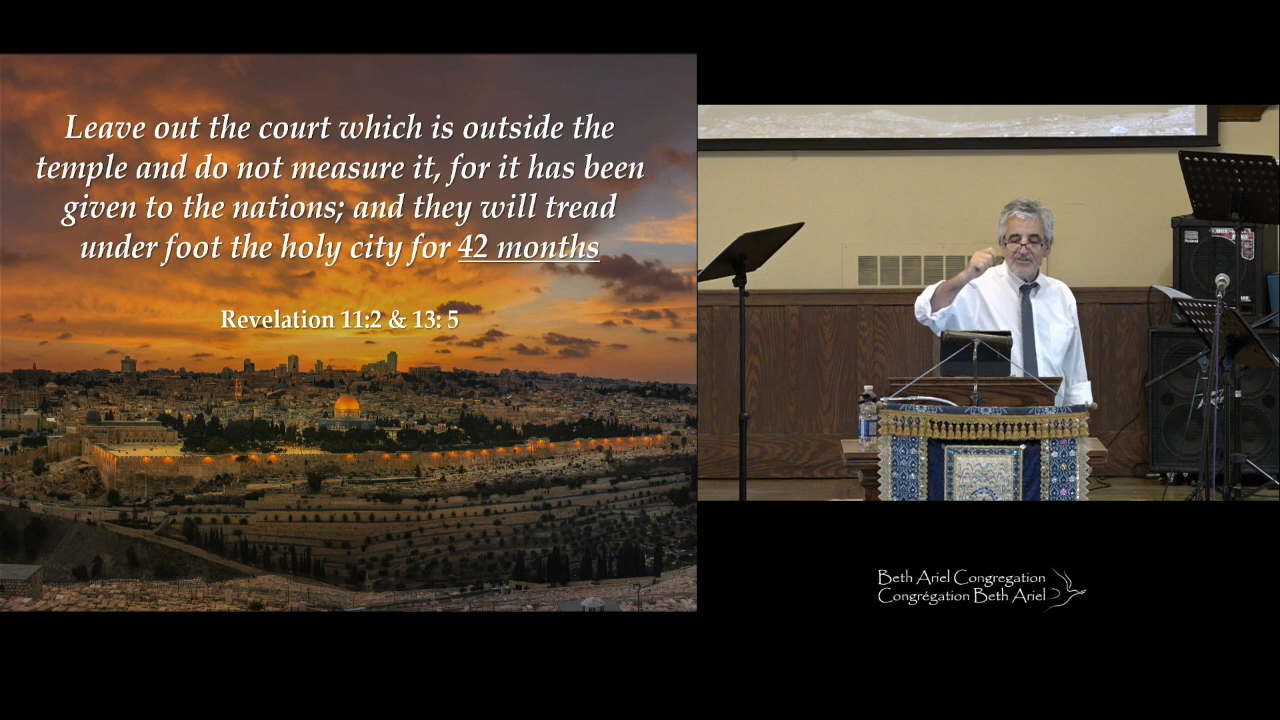 Leave out the court which is outside the
temple and do not measure it, for it has been
given to the nations; and they will tread
under foot the holy city for 42 months
Revelation 11:2 & 13: 5
Beth Ariel Congregation
Congrégation Beth Ariel